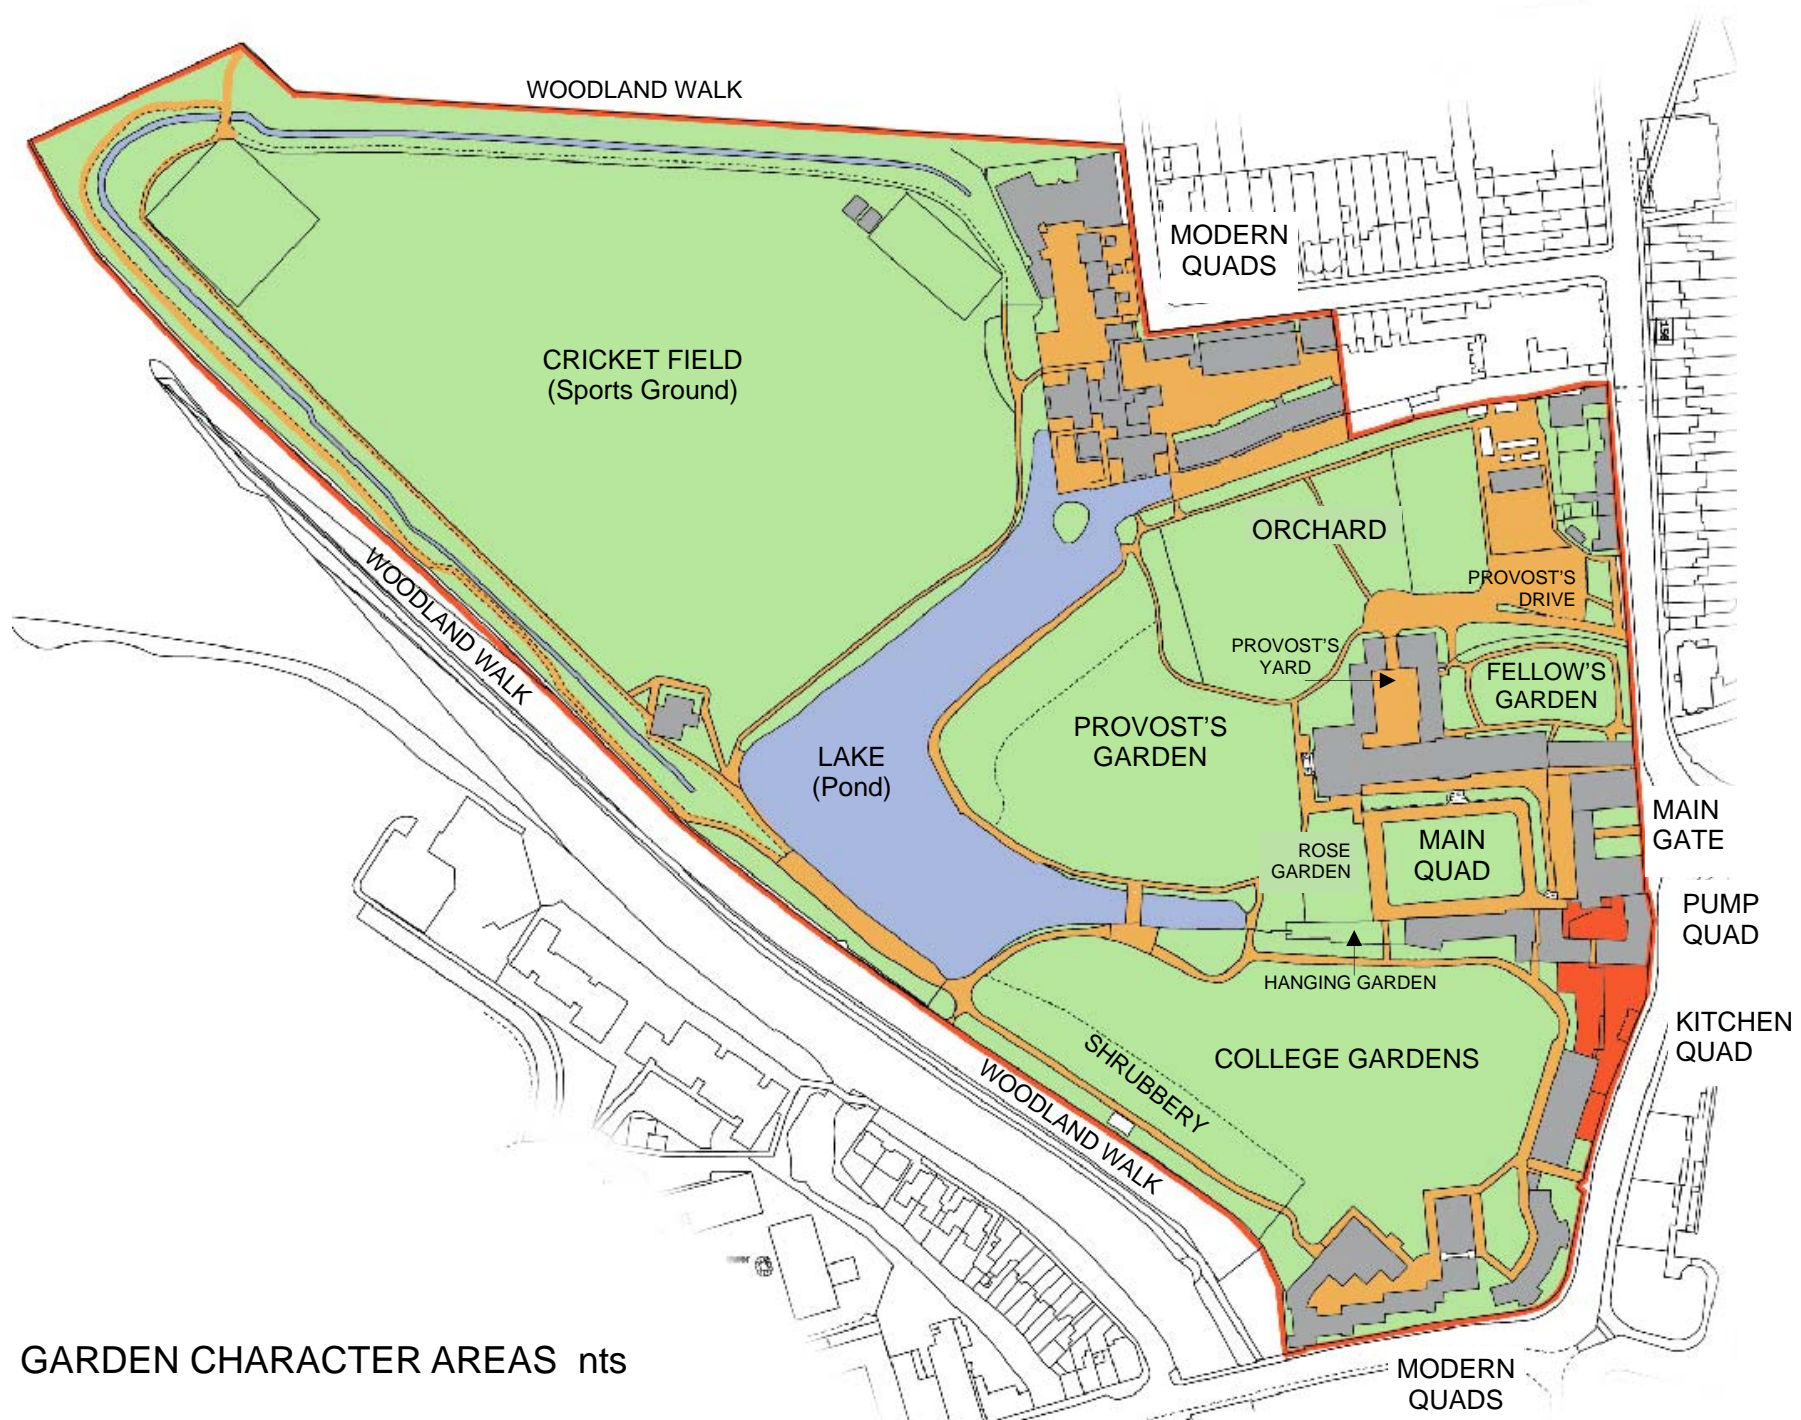 WOODLAND WALK
MODERN
QUADS
CRICKET FIELD
(Sports Ground)
ORCHARD
WOODLAND WALK
PROVOST'S
DRIVE
PROVOST'S
YARD
FELLOW'S
GARDEN
PROVOST'S
GARDEN
LAKE
(Pond)
MAIN
GATE
ROSE
GARDEN
MAIN
QUAD
PUMP
QUAD
HANGING GARDEN
KITCHEN
QUAD
SHRUBBERY
COLLEGE GARDENS
WOODLAND WALK
GARDEN CHARACTER AREAS nts
MODERN
QUADS